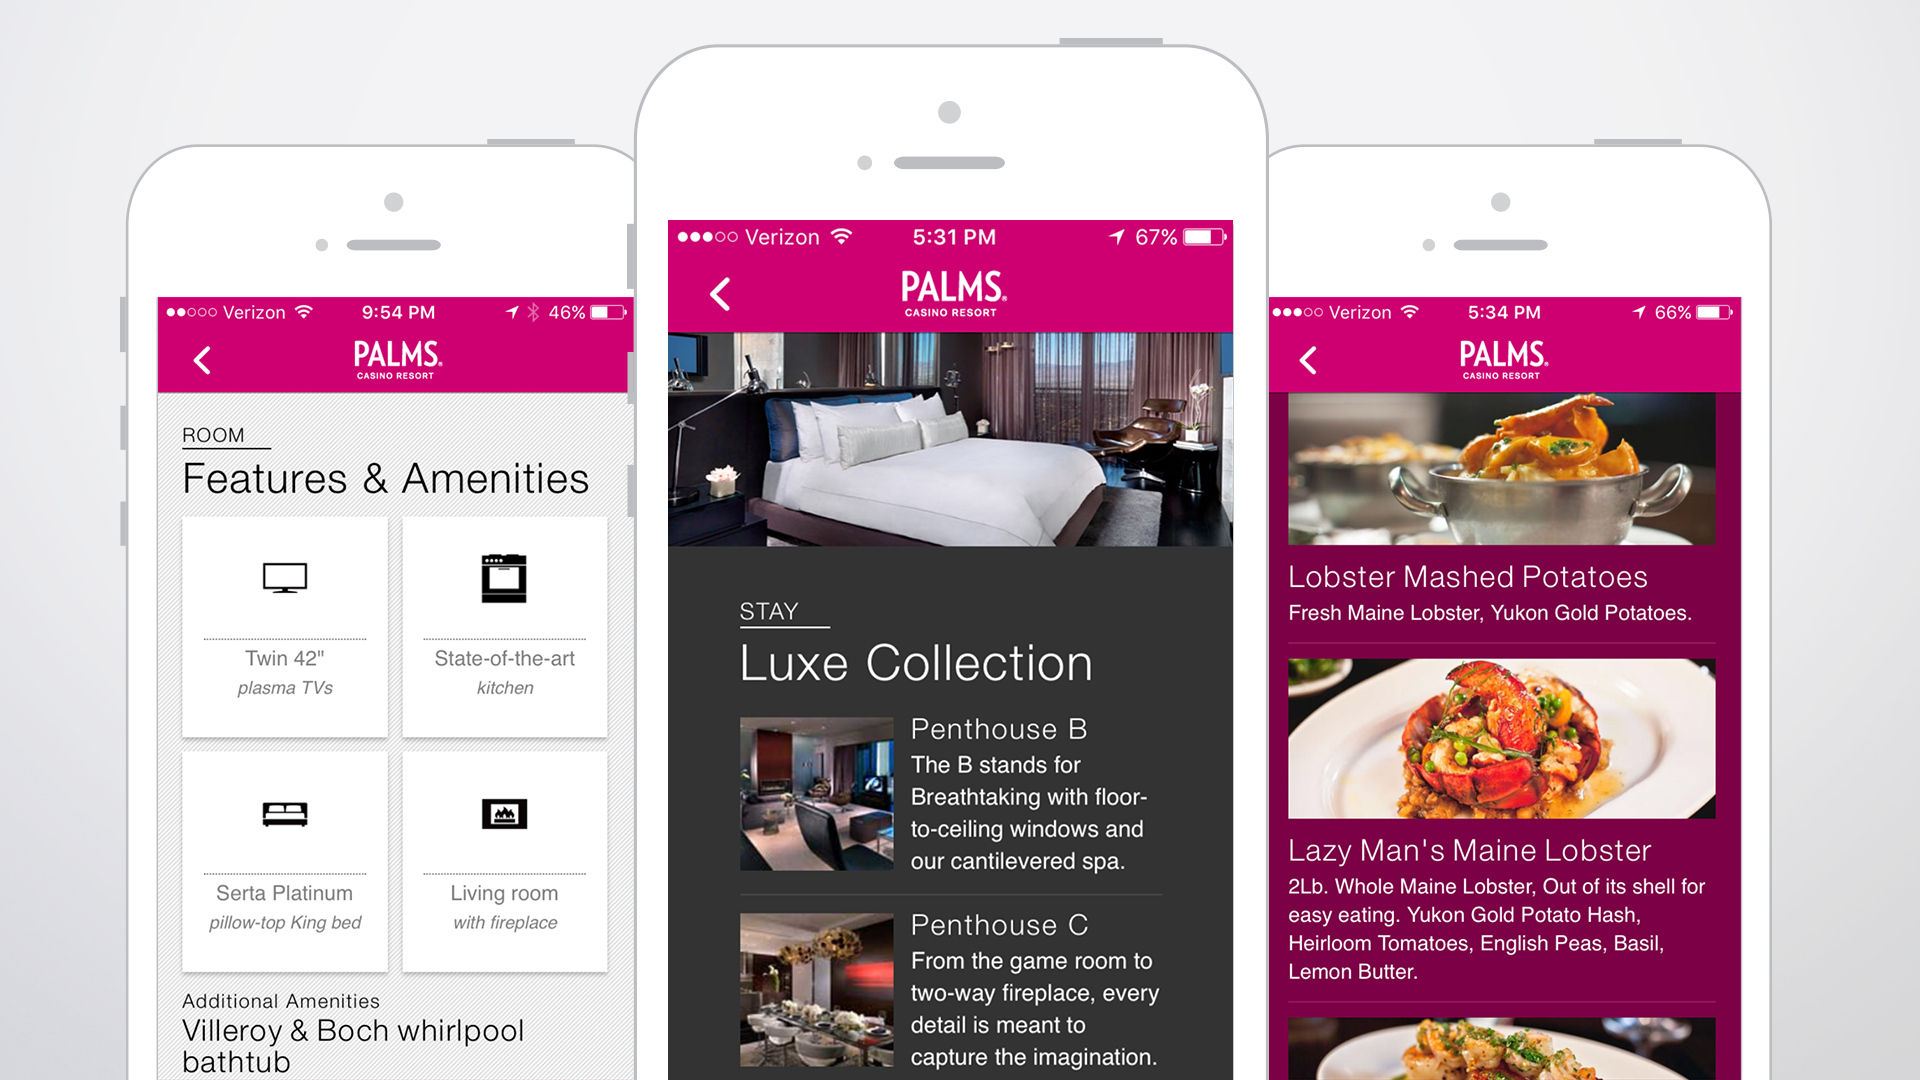 Verizon 9:54 PM 46%
PALMS®
CASINO RESORT
ROOM
Features & Amenities
Twin 42"
plasma TVs
State-of-the-art
kitchen
Serta Platinum
pillow-top King bed
Living room
with fireplace
Additional Amenities
Villeroy & Boch whirlpool
bathtub
Verizon 5:31 PM 67%
PALMS®
CASINO RESORT
STAY
Luxe Collection
Penthouse B
The B stands for
Breathtaking with floor-
to-ceiling windows and
our cantilevered spa.
Penthouse C
From the game room to
two-way fireplace, every
detail is meant to
capture the imagination.
Verizon 5:34 PM 66%
PALMS®
CASINO RESORT
Lobster Mashed Potatoes
Fresh Maine Lobster, Yukon Gold Potatoes.
Lazy Man's Maine Lobster
2Lb. Whole Maine Lobster, Out of its shell for
easy eating. Yukon Gold Potato Hash,
Heirloom Tomatoes, English Peas, Basil,
Lemon Butter.